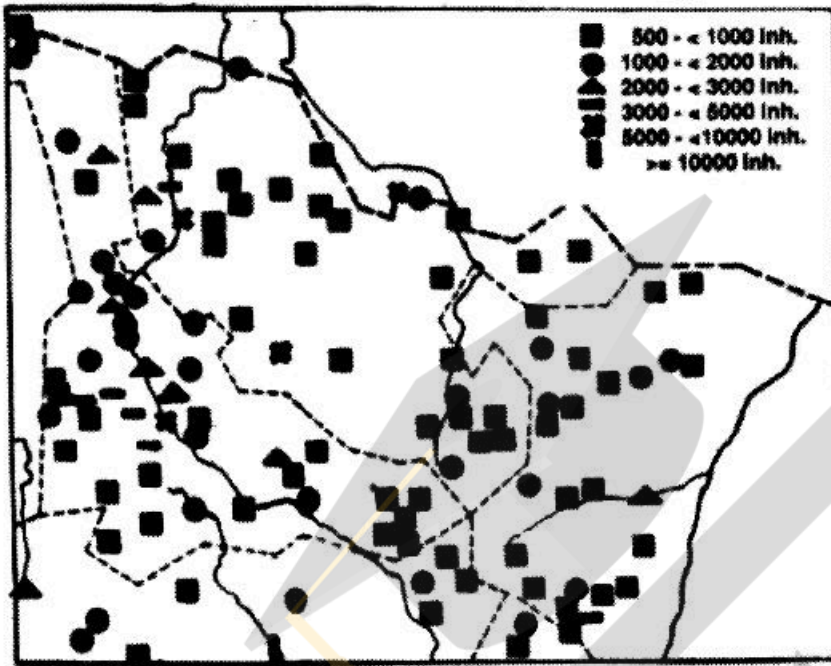 500 - < 1000 Inh.
1000 - < 2000 Inh.
2000 - < 3000 Inh.
3000 - < 5000 Inh.
5000 - <10000 Inh.
>= 10000 Inh.